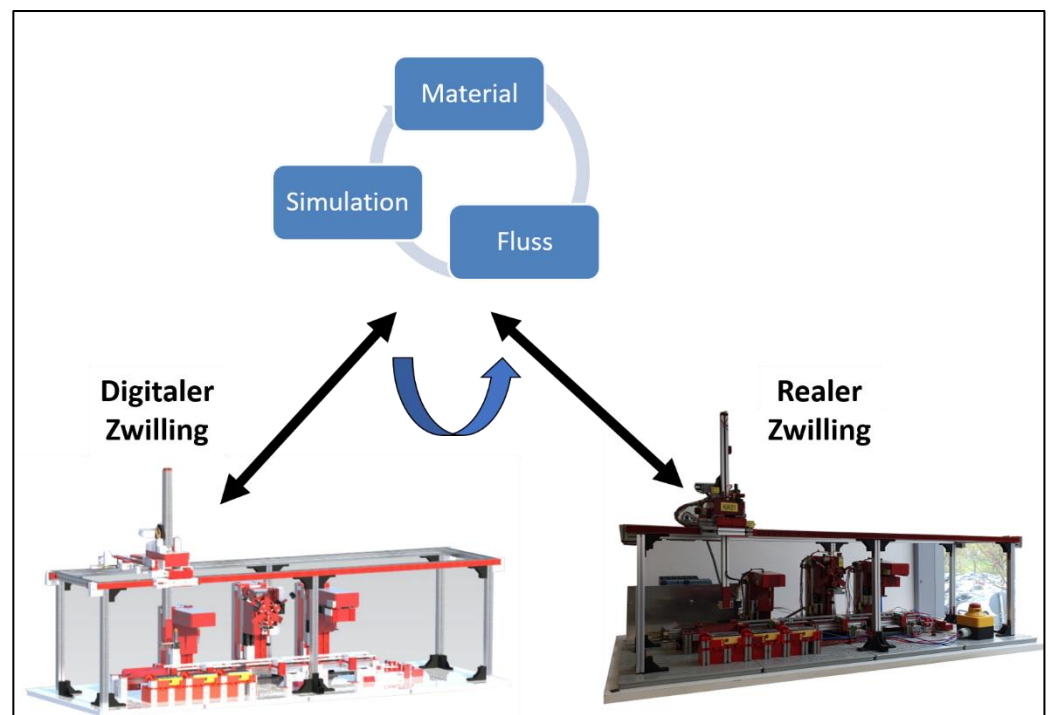 Material
Simulation
Fluss
Digitaler
Zwilling
Realer
Zwilling